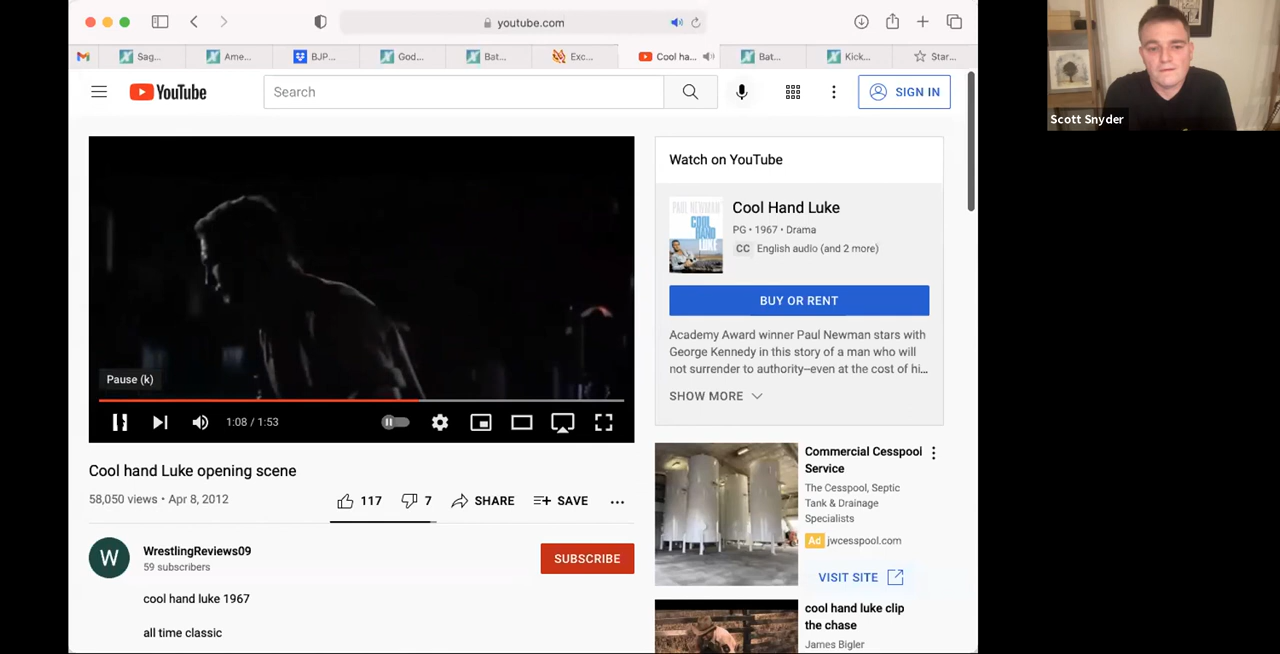 youtube.com
Sag...
Ame...
BJP...
God...
Bat...
Exc...
Cool ha...
Bat...
Kick...
Star...
YouTube
Search
SIGN IN
Scott Snyder
Watch on YouTube
PAUL NEWMAN
COOL
HAND
LUKE
Cool Hand Luke
PG • 1967 • Drama
CC English audio (and 2 more)
BUY OR RENT
Academy Award winner Paul Newman stars with
George Kennedy in this story of a man who will
not surrender to authority--even at the cost of hi...
SHOW MORE
Pause (k)
1:08 / 1:53
Cool hand Luke opening scene
58,050 views • Apr 8, 2012
117
7
SHARE
SAVE
W
WrestlingReviews09
59 subscribers
SUBSCRIBE
cool hand luke 1967
all time classic
Commercial Cesspool
Service
The Cesspool, Septic
Tank & Drainage
Specialists
Ad jwcesspool.com
VISIT SITE
cool hand luke clip
the chase
James Bigler